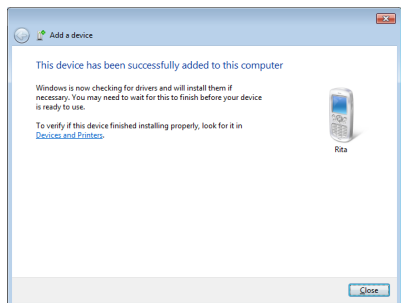 Add a device
This device has been successfully added to this computer
Windows is now checking for drivers and will install them if
necessary. You may need to wait for this to finish before your device
is ready to use.
To verify if this device finished installing properly, look for it in
Devices and Printers.
Rita
Close